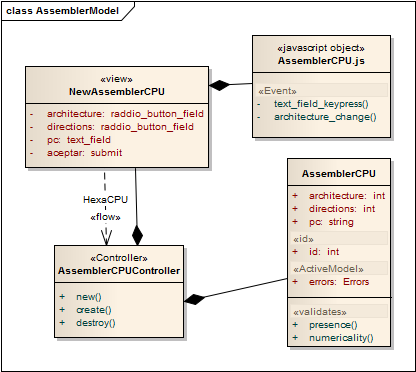 class AssemblerModel
«view»
NewAssemblerCPU
- architecture: raddio_button_field
- directions: raddio_button_field
- pc: text_field
- aceptar: submit
«javascript object»
AssemblerCPU.js
«Event»
- text_field_keypress()
- architecture_change()
HexaCPU
«flow»
«Controller»
AssemblerCPUController
+ new()
+ create()
+ destroy()
AssemblerCPU
+ architecture: int
+ directions: int
+ pc: string
«id»
+ id: int
«ActiveModel»
+ errors: Errors
«validates»
+ presence()
+ numericality()